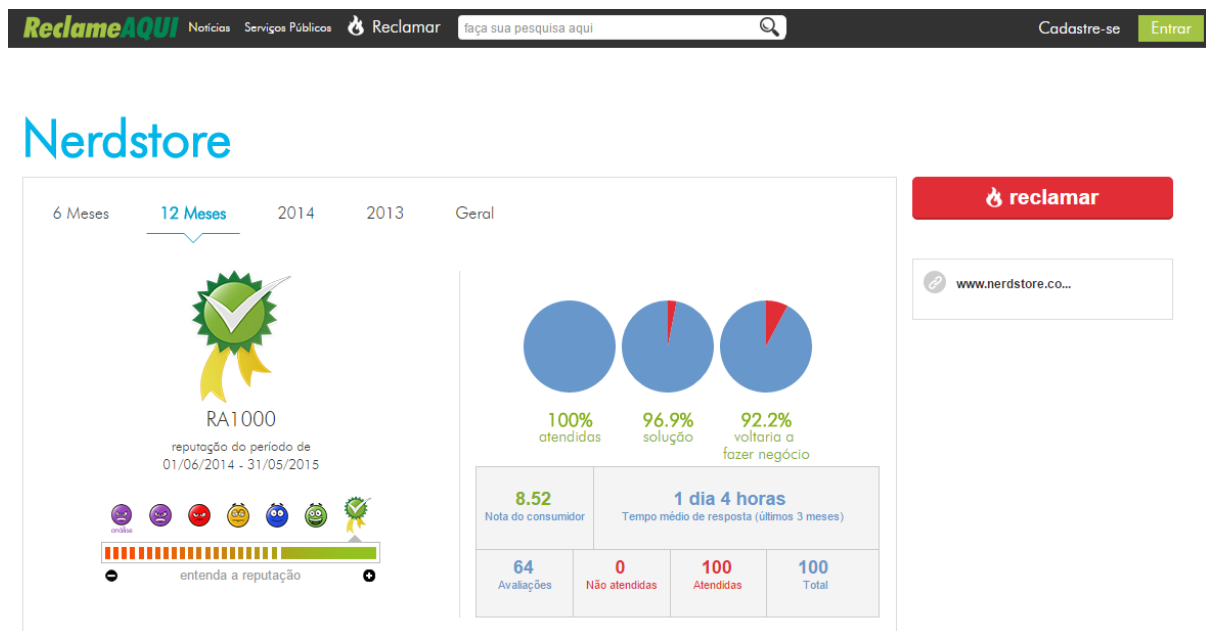 ReclameAQUI Notícias Serviços Públicos Reclamar faça sua pesquisa aqui Cadastre-se Entrar
Nerdstore
6 Meses 12 Meses 2014 2013 Geral
reclamar
www.nerdstore.co...
RA1000
reputação do período de
01/06/2014 - 31/05/2015
análise
entenda a reputação
100% 96.9% 92.2%
atendidas solução voltaria a
fazer negócio
8.52 1 dia 4 horas
Nota do consumidor Tempo médio de resposta (últimos 3 meses)
64 0 100 100
Avaliações Não atendidas Atendidas Total